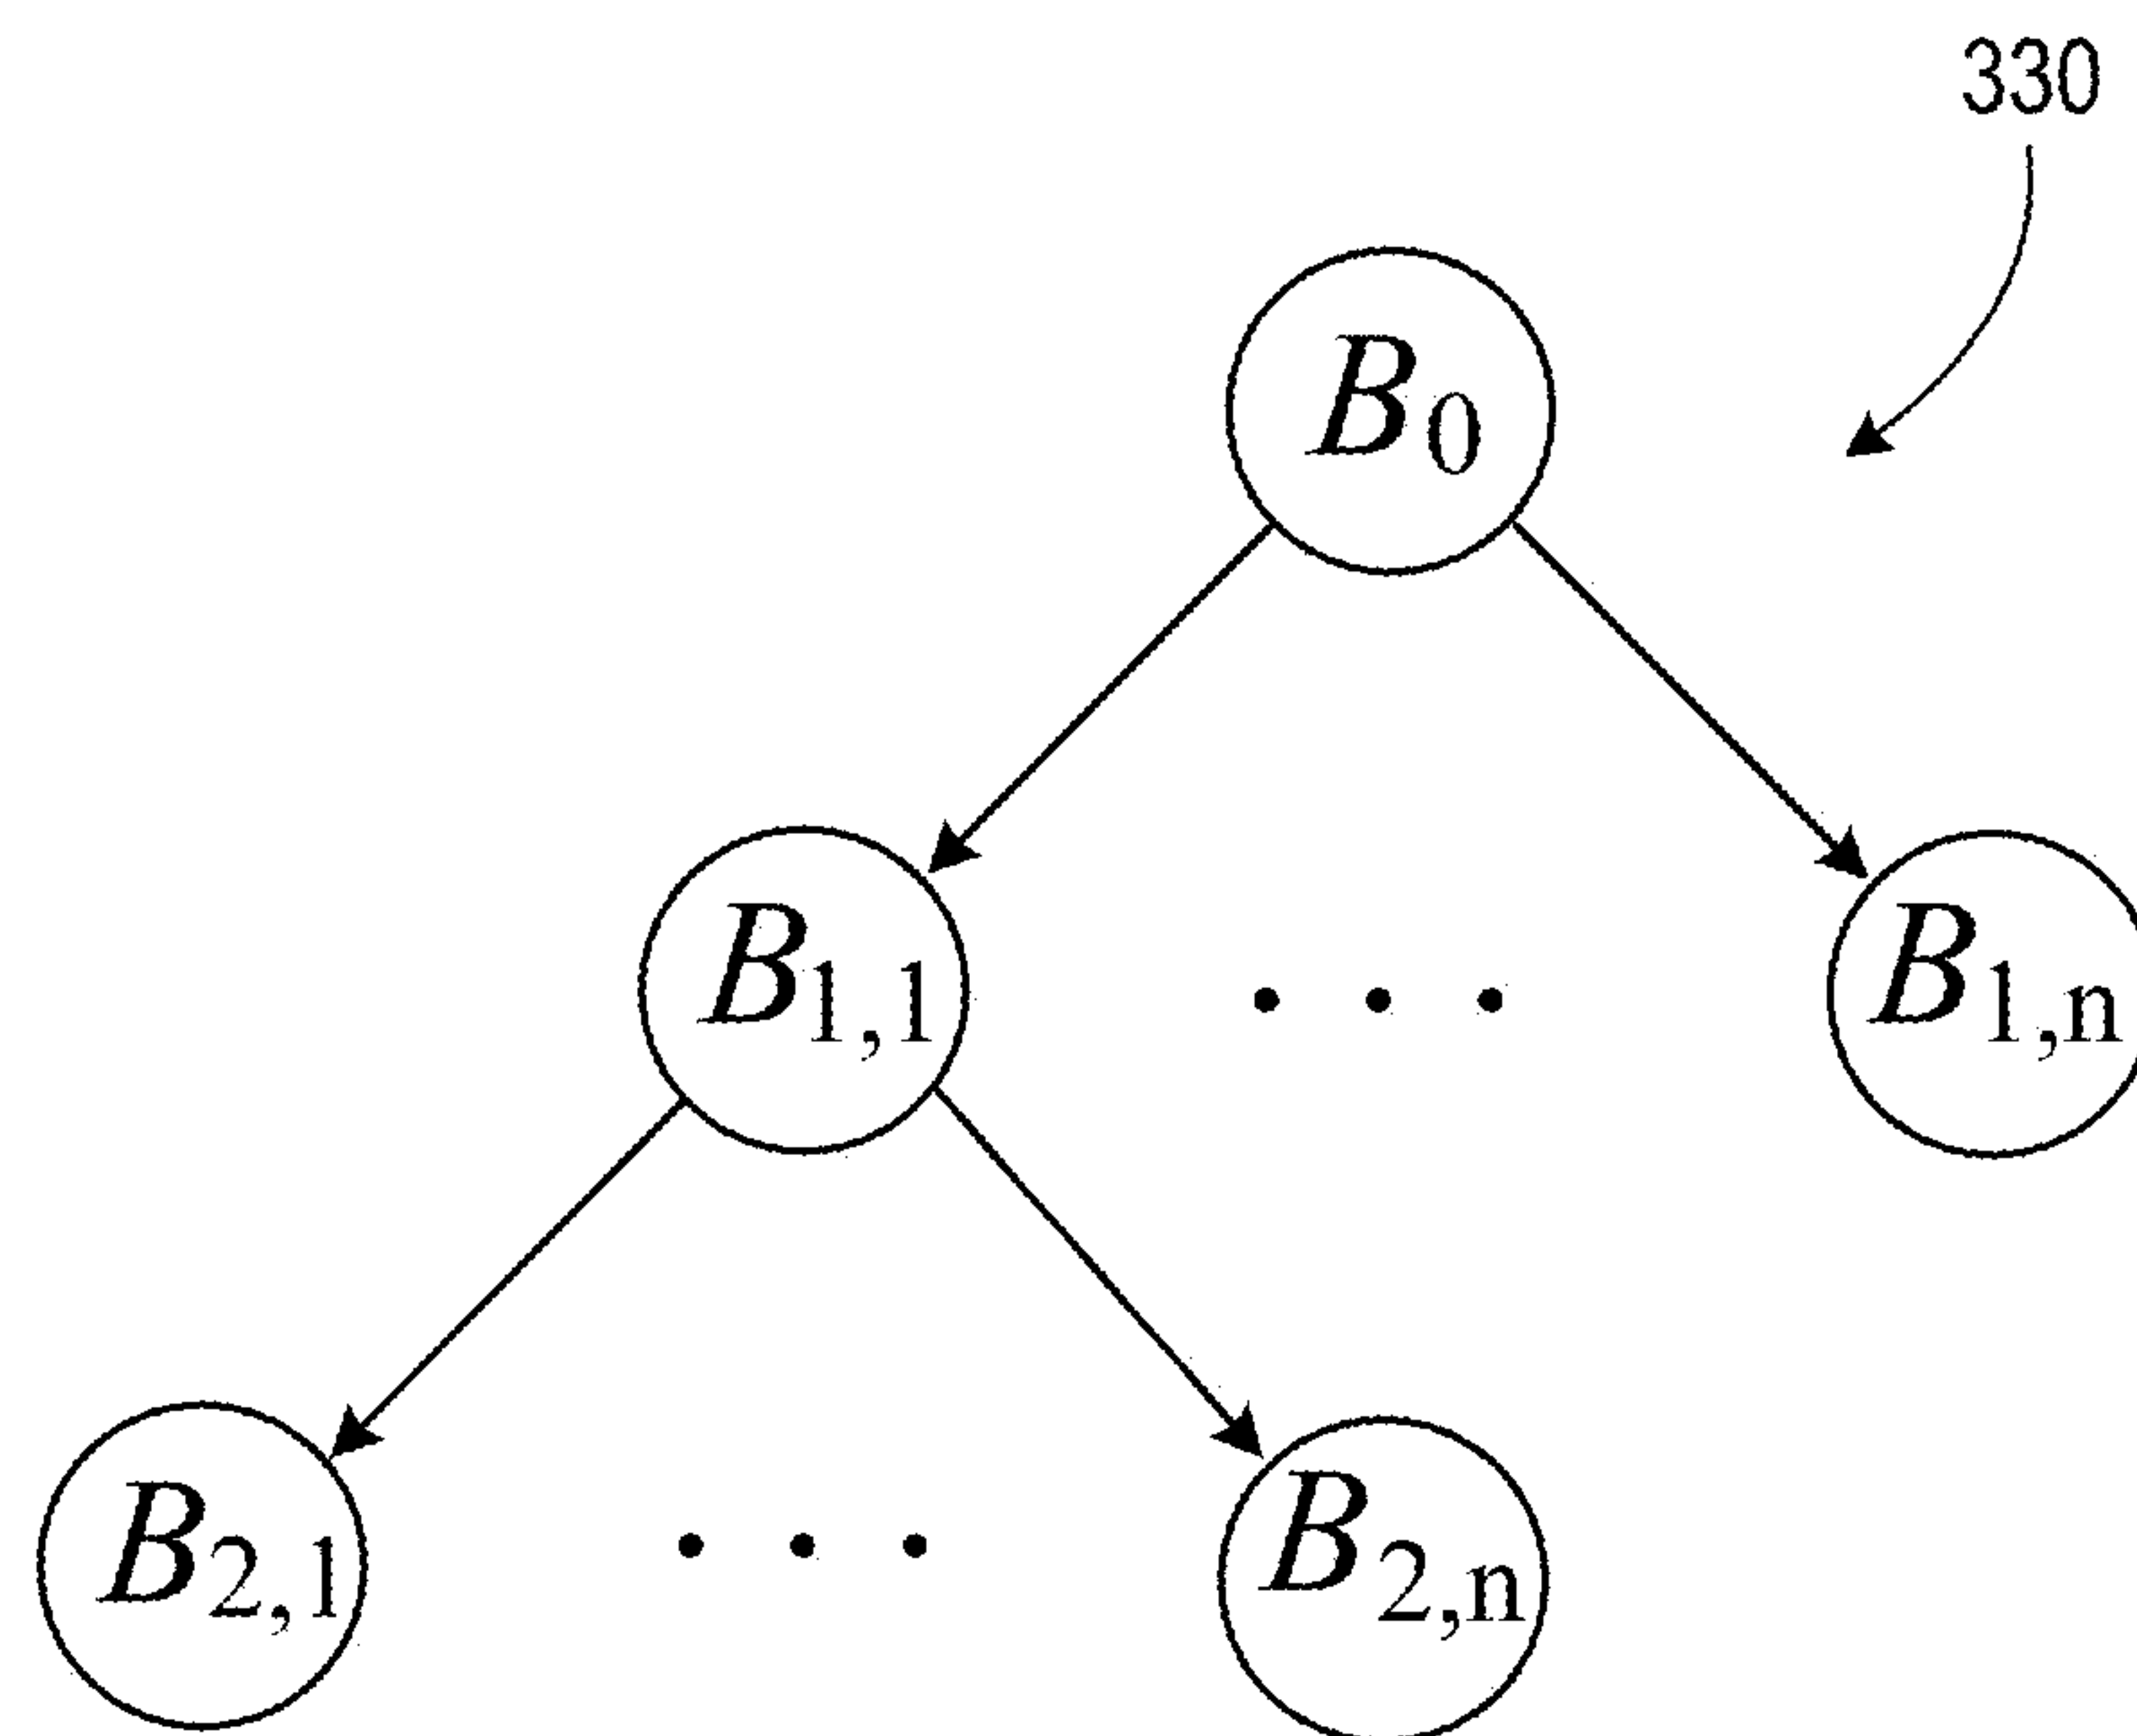 330
B0
B1,1 . . . B1,n
B2,1 . . . B2,n